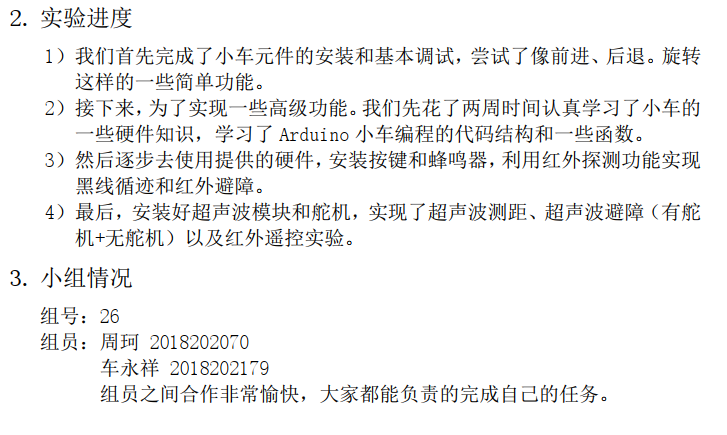 2. 实验进度
1）我们首先完成了小车元件的安装和基本调试，尝试了像前进、后退。旋转
这样的一些简单功能。
2）接下来，为了实现一些高级功能。我们先花了两周时间认真学习了小车的
一些硬件知识，学习了 Arduino 小车编程的代码结构和一些函数。
3）然后逐步去使用提供的硬件，安装按键和蜂鸣器，利用红外探测功能实现
黑线循迹和红外避障。
4）最后，安装好超声波模块和舵机，实现了超声波测距、超声波避障（有舵
机+无舵机）以及红外遥控实验。
3. 小组情况
组号：26
组员：周珂 2018202070
车永祥 2018202179
组员之间合作非常愉快，大家都能负责的完成自己的任务。